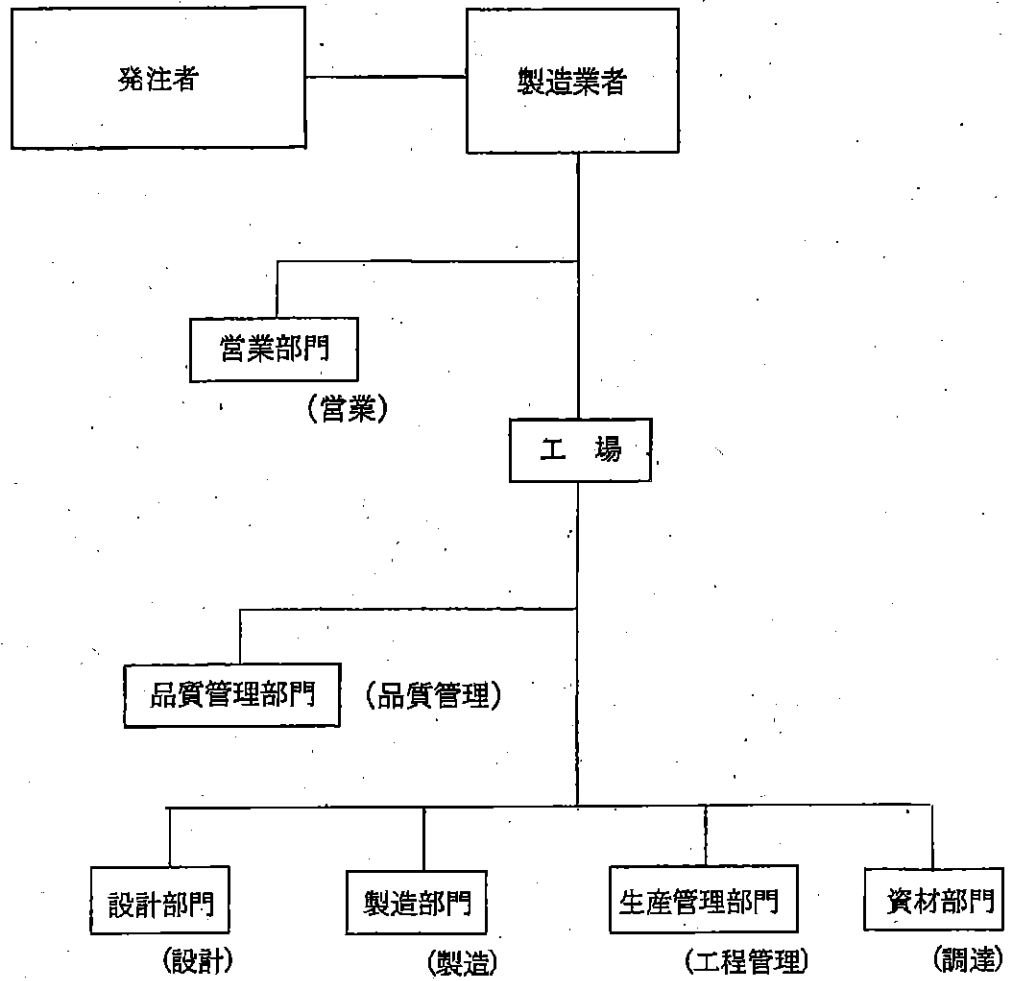 発注者
製造業者
営業部門
(営業)
工 場
品質管理部門
(品質管理)
設計部門
製造部門
生産管理部門
資材部門
(設計)
(製造)
(工程管理)
(調達)